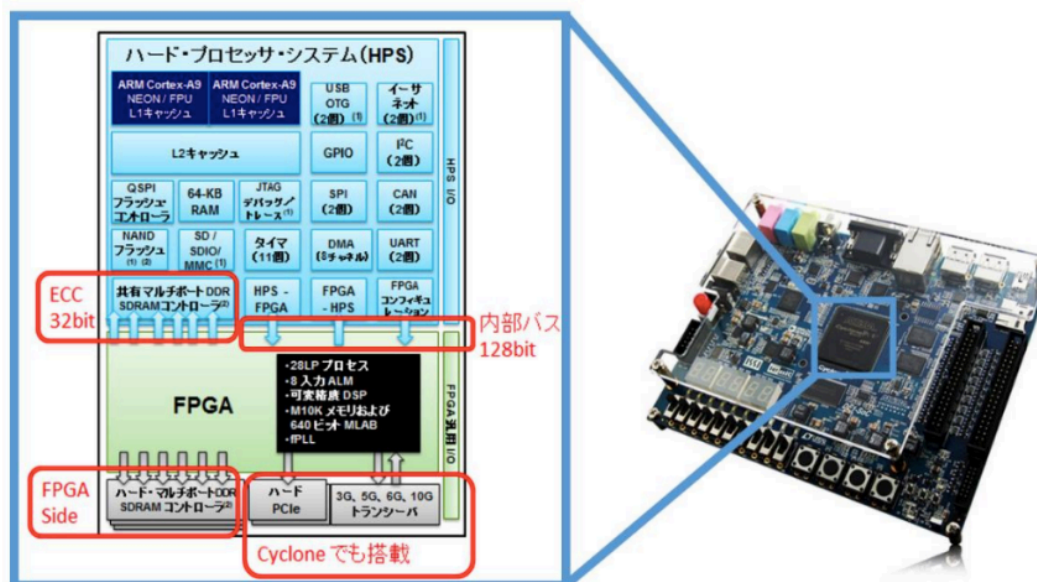 ハード・プロセッサ・システム(HPS)
ARM Cortex-A9
NEON / FPU
L1キャッシュ
ARM Cortex-A9
NEON / FPU
L1キャッシュ
USB
OTG
(2個) (1)
イーサ
ネット
(2個)(1)
L2キャッシュ
GPIO
I²C
(2個)
HPS I/O
QSPI
フラッシュ
コントローラ
64-KB
RAM
JTAG
デバッグ／
トレース(1)
SPI
(2個)
CAN
(2個)
NAND
フラッシュ
(1) (2)
SD /
SDIO/
MMC (1)
タイマ
(11個)
DMA
(8チャネル)
UART
(2個)
ECC
32bit
共有マルチポートDDR
SDRAMコントローラ(2)
HPS -
FPGA
FPGA
- HPS
FPGA
コンフィギュ
レーション
内部バス
128bit
FPGA
・28LP プロセス
・8 入力 ALM
・可変精度 DSP
・M10K メモリおよび
640 ビット MLAB
・fPLL
FPGA汎用 I/O
FPGA
Side
ハード・マルチポートDDR
SDRAMコントローラ(2)
ハード
PCIe
3G、5G、6G、10G
トランシーバ
Cyclone でも搭載